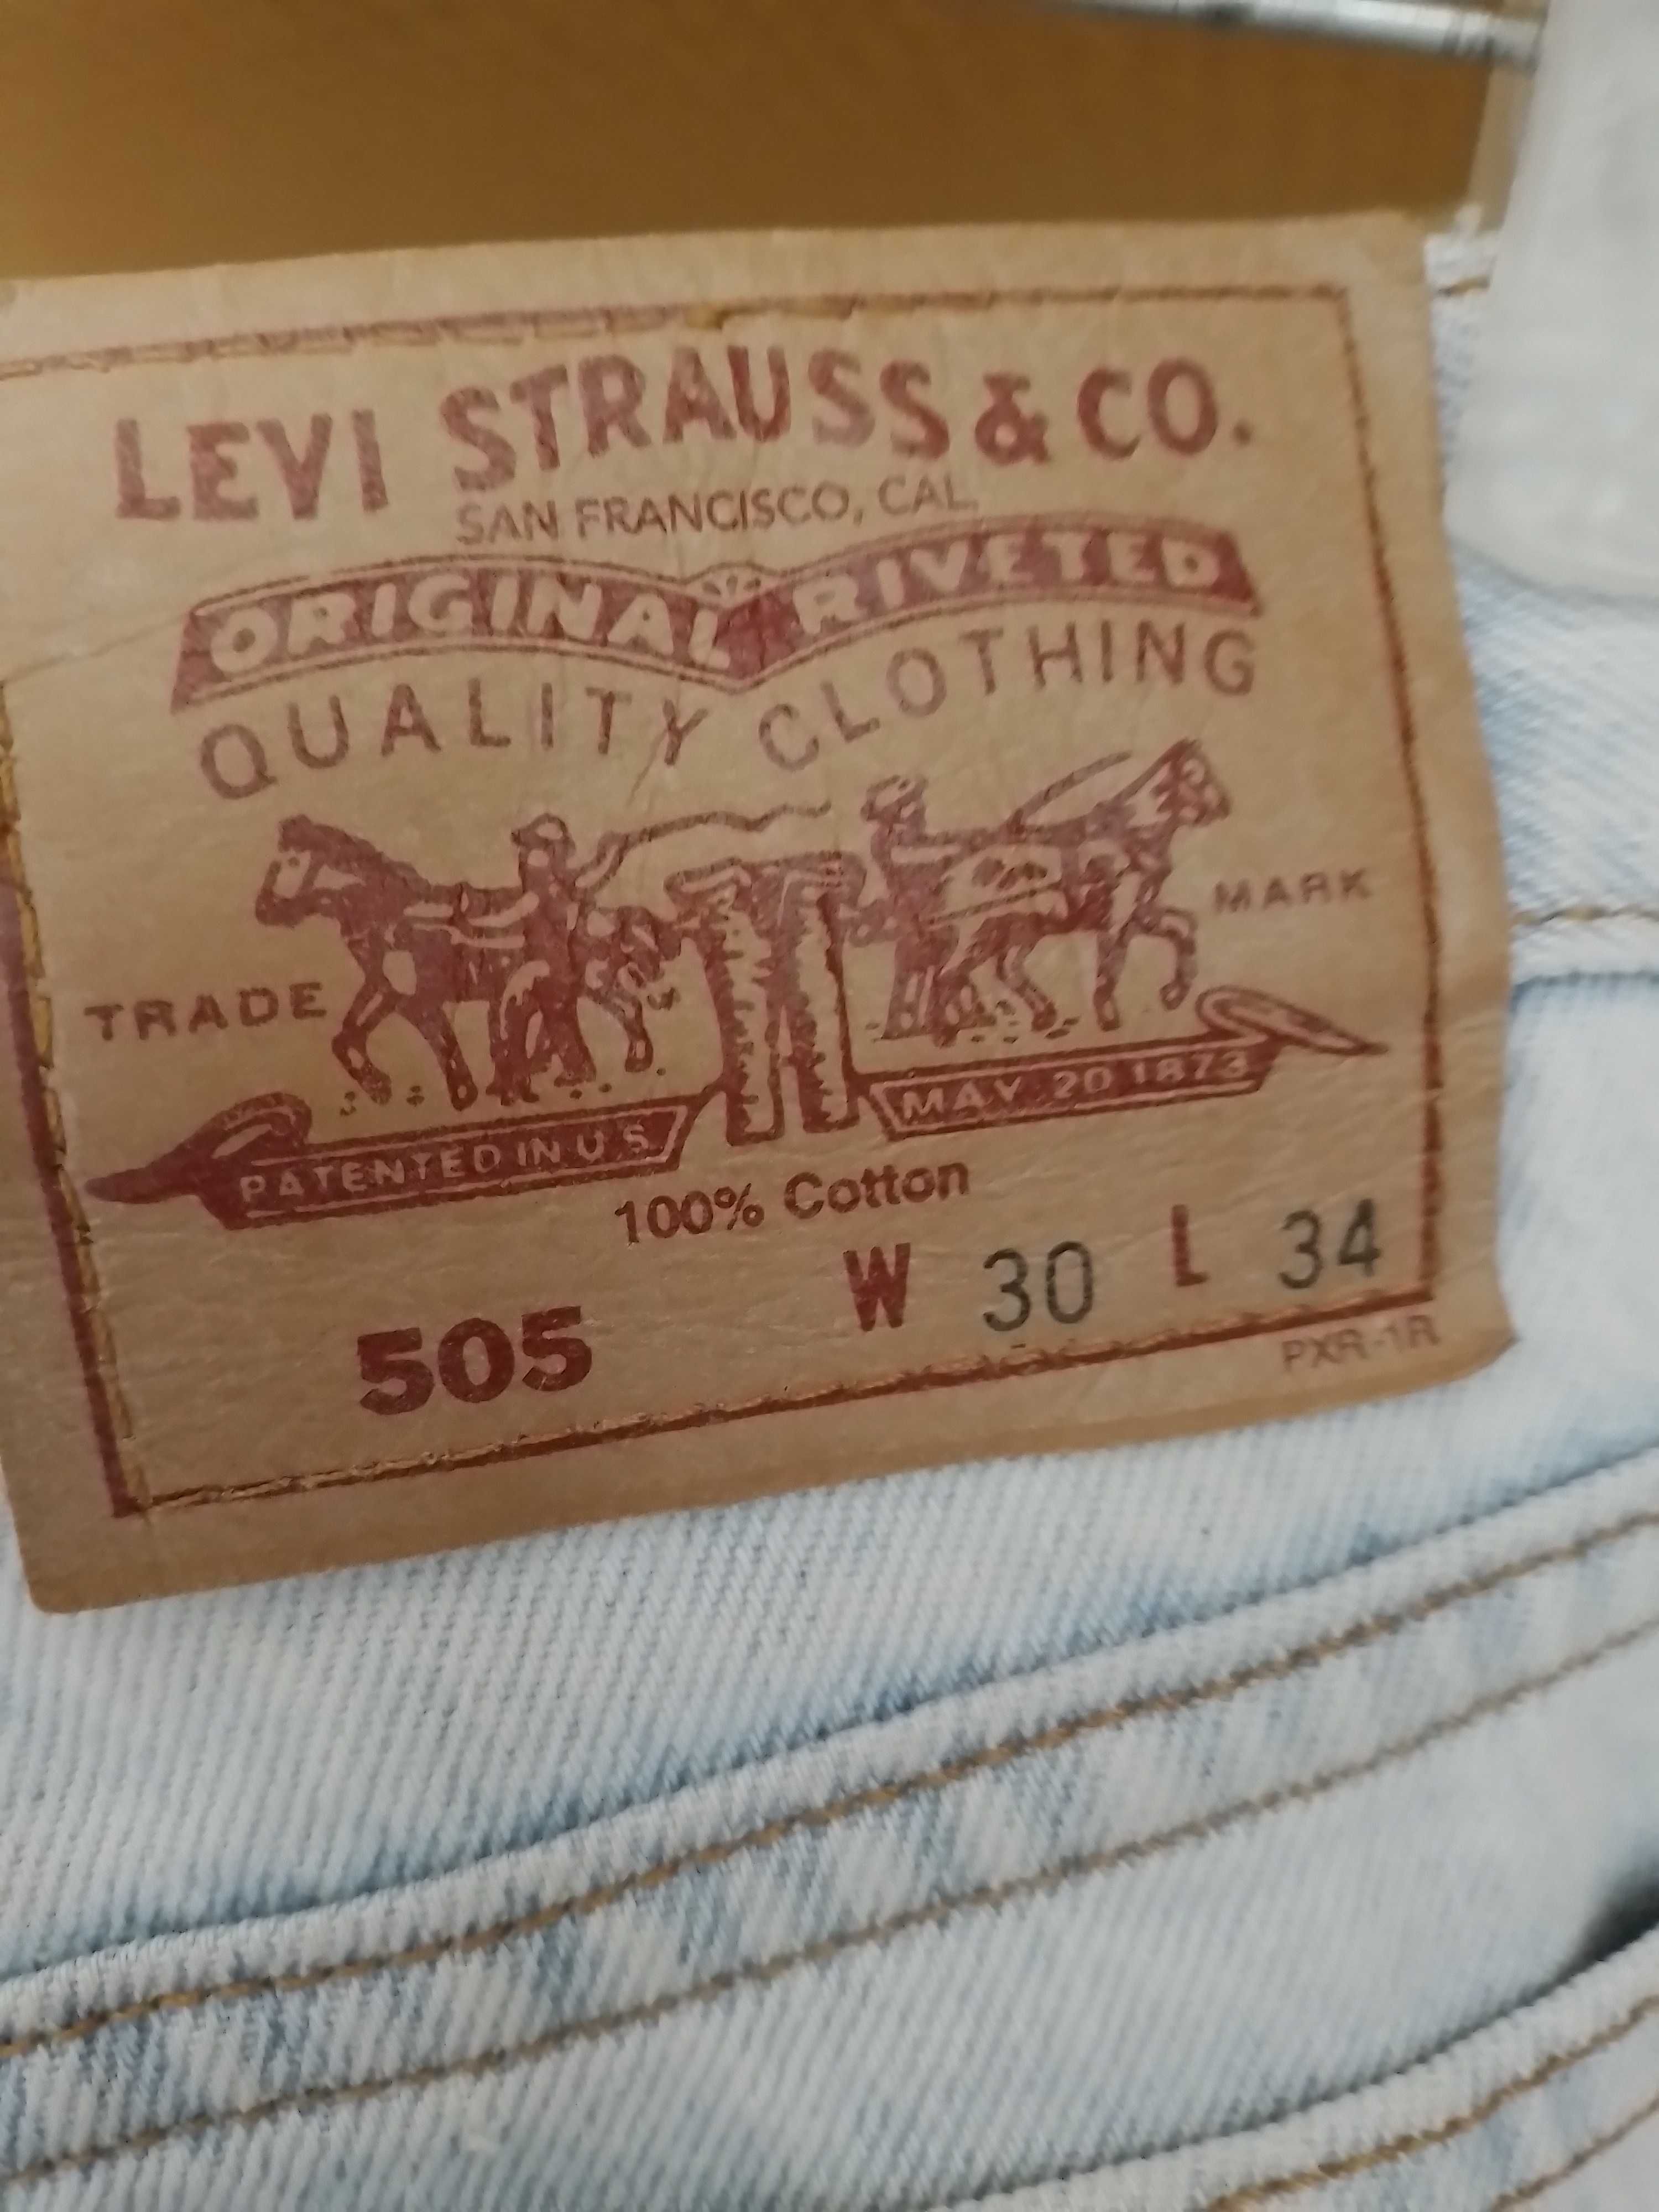 LEVI STRAUSS & CO.
SAN FRANCISCO, CAL.
ORIGINAL RIVETED
QUALITY CLOTHING
TRADE MARK
PATENTED IN U.S. MAY 20 1873
100% Cotton
505 W 30 L 34
PXR-1R